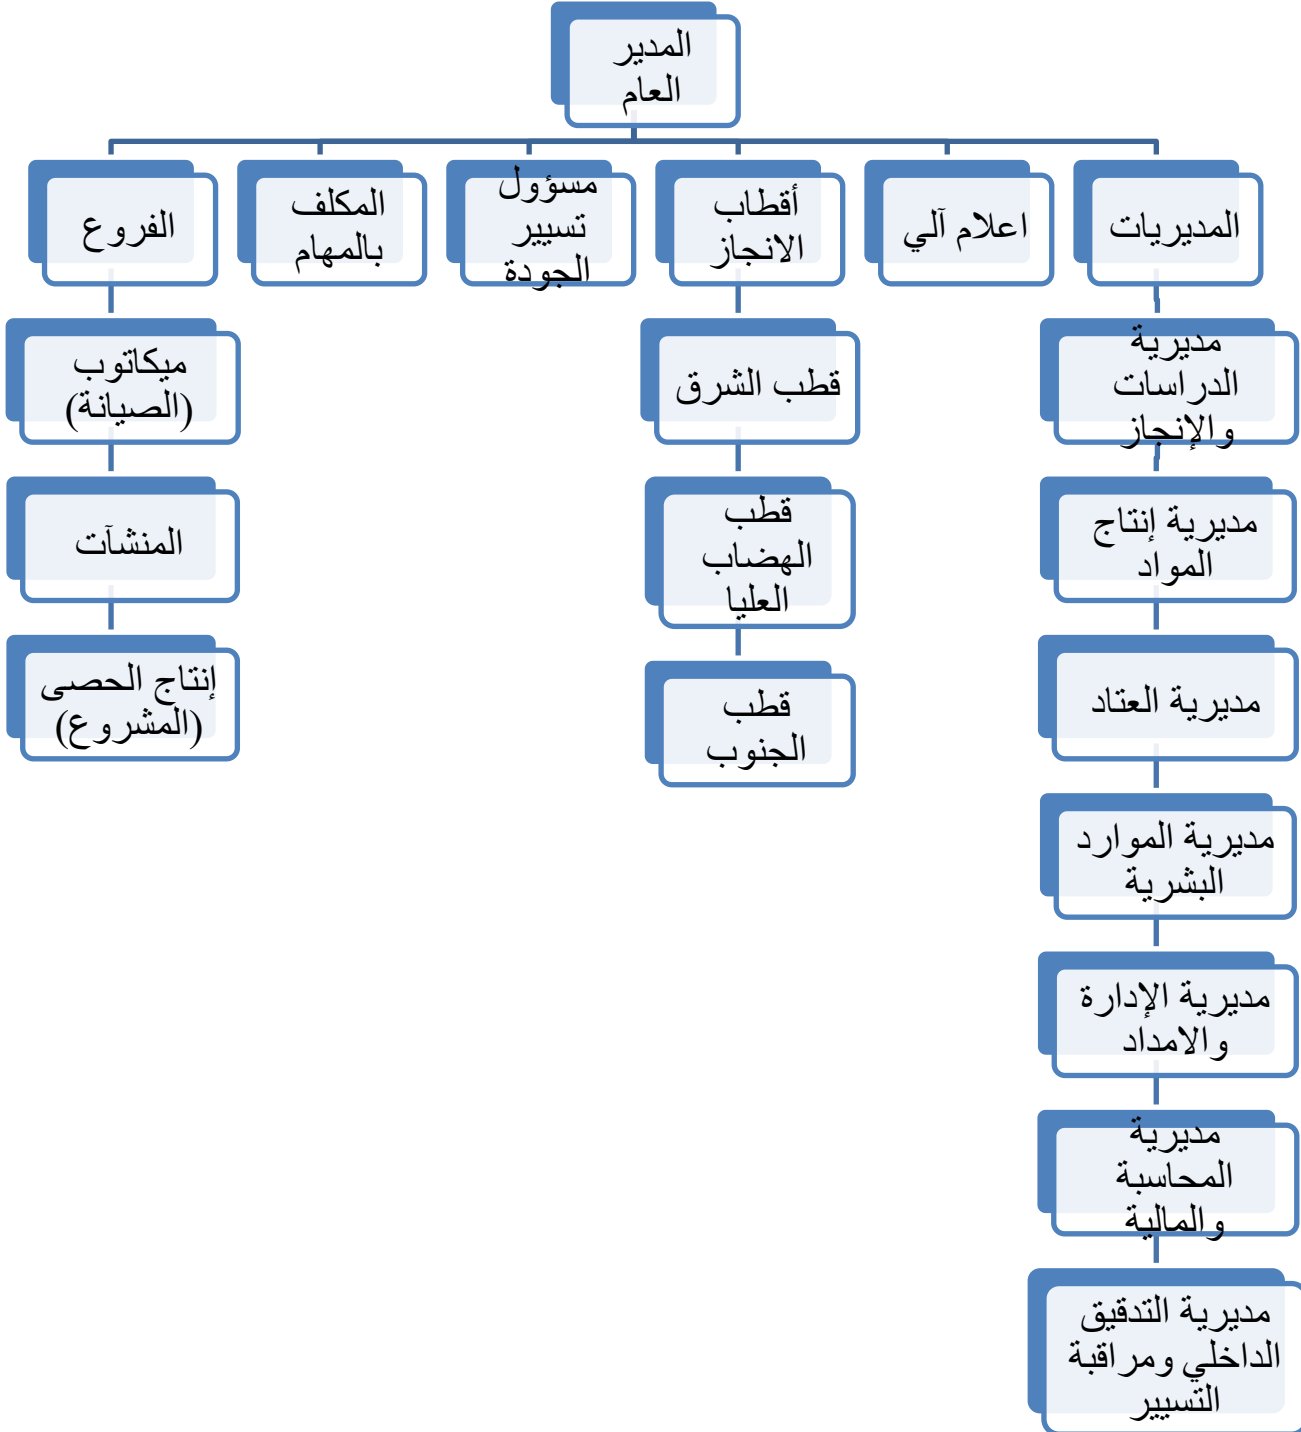 المدير
العام
المديريات
اعلام آلي
أقطاب
الانجاز
مسؤول
تسيير
الجودة
المكلف
بالمهام
الفروع
مديرية
الدراسات
والإنجاز
مديرية إنتاج
المواد
مديرية العتاد
مديرية الموارد
البشرية
مديرية الإدارة
والامداد
مديرية
المحاسبة
والمالية
مديرية التدقيق
الداخلي ومراقبة
التسيير
قطب الشرق
قطب
الهضاب
العليا
قطب
الجنوب
ميكاتوب
(الصيانة)
المنشآت
إنتاج الحصى
(المشروع)